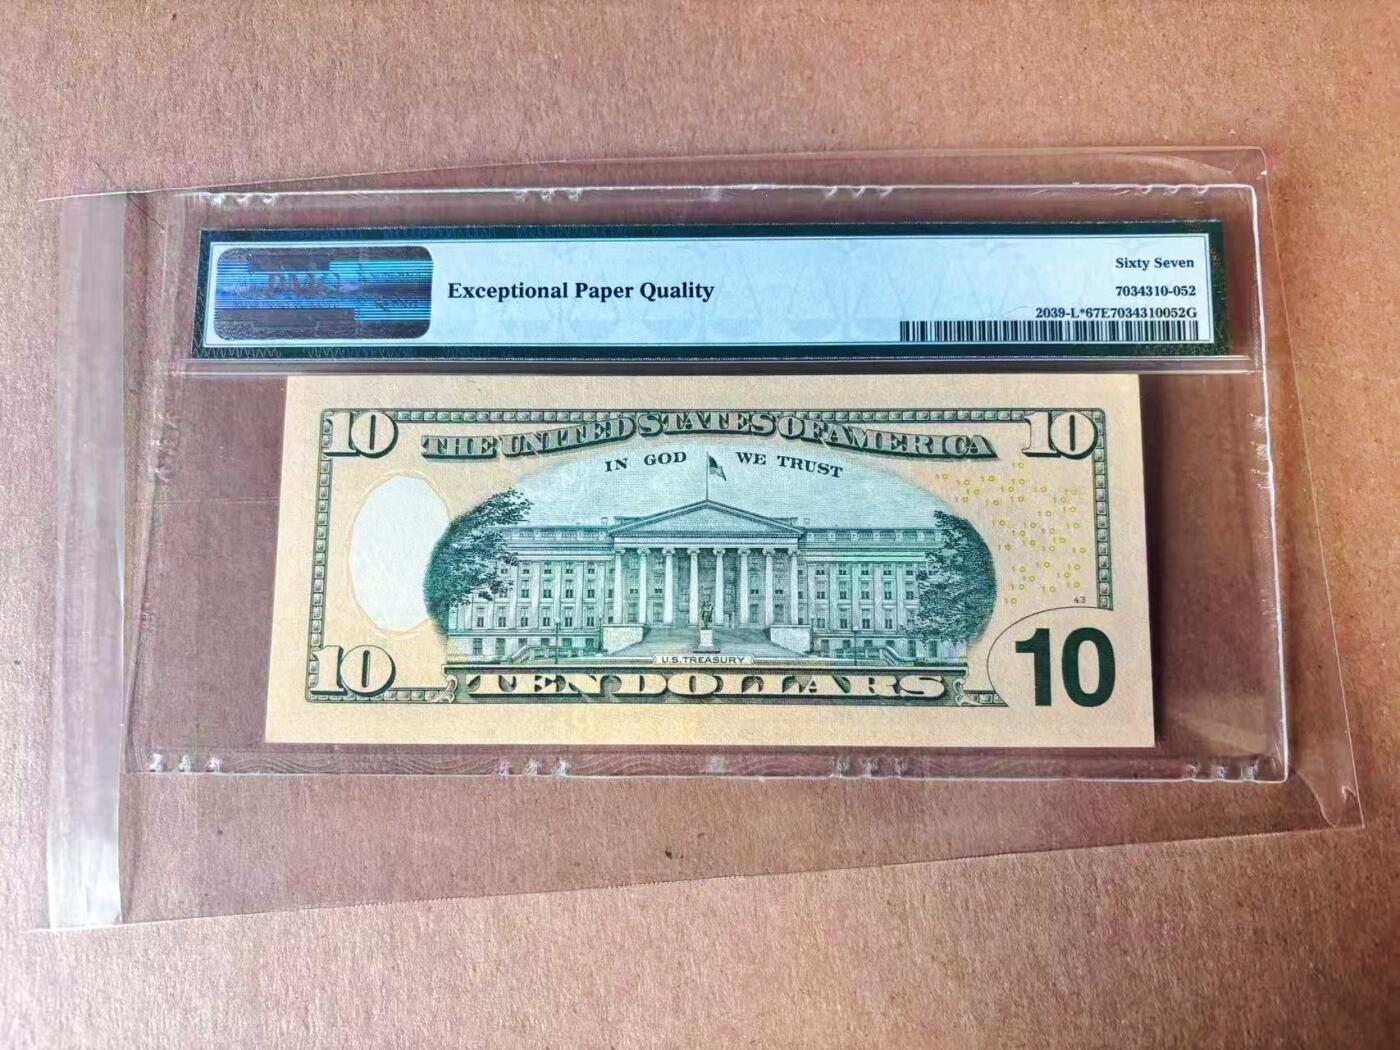 PMG
Exceptional Paper Quality
Sixty Seven
7034310-052
2039-L*67E7034310052G
10
THE UNITED STATES OF AMERICA
10
IN GOD WE TRUST
43
U.S. TREASURY
10
TEN DOLLARS
10